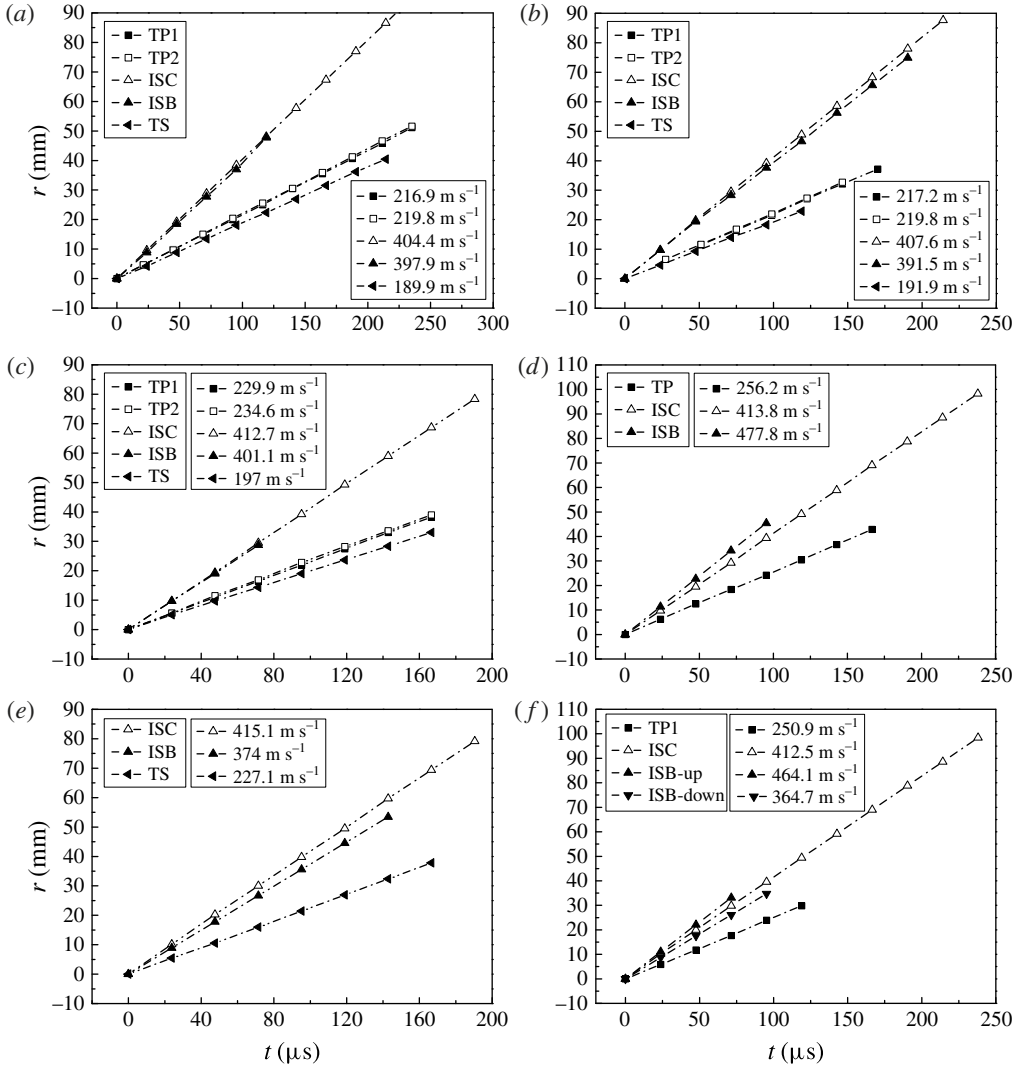 (a)
90
80
70
60
50
40
30
20
10
0
−10
r (mm)
TP1
TP2
ISC
ISB
TS
216.9 m s−1
219.8 m s−1
404.4 m s−1
397.9 m s−1
189.9 m s−1
0 50 100 150 200 250 300
(b)
90
80
70
60
50
40
30
20
10
0
−10
TP1
TP2
ISC
ISB
TS
217.2 m s−1
219.8 m s−1
407.6 m s−1
391.5 m s−1
191.9 m s−1
0 50 100 150 200 250
(c)
90
80
70
60
50
40
30
20
10
0
−10
r (mm)
TP1
TP2
ISC
ISB
TS
229.9 m s−1
234.6 m s−1
412.7 m s−1
401.1 m s−1
197 m s−1
0 40 80 120 160 200
(d)
110
100
90
80
70
60
50
40
30
20
10
0
−10
TP
ISC
ISB
256.2 m s−1
413.8 m s−1
477.8 m s−1
0 50 100 150 200 250
(e)
90
80
70
60
50
40
30
20
10
0
−10
r (mm)
ISC
ISB
TS
415.1 m s−1
374 m s−1
227.1 m s−1
0 40 80 120 160 200
t (μs)
(f)
110
100
90
80
70
60
50
40
30
20
10
0
−10
TP1
ISC
ISB-up
ISB-down
250.9 m s−1
412.5 m s−1
464.1 m s−1
364.7 m s−1
0 50 100 150 200 250
t (μs)